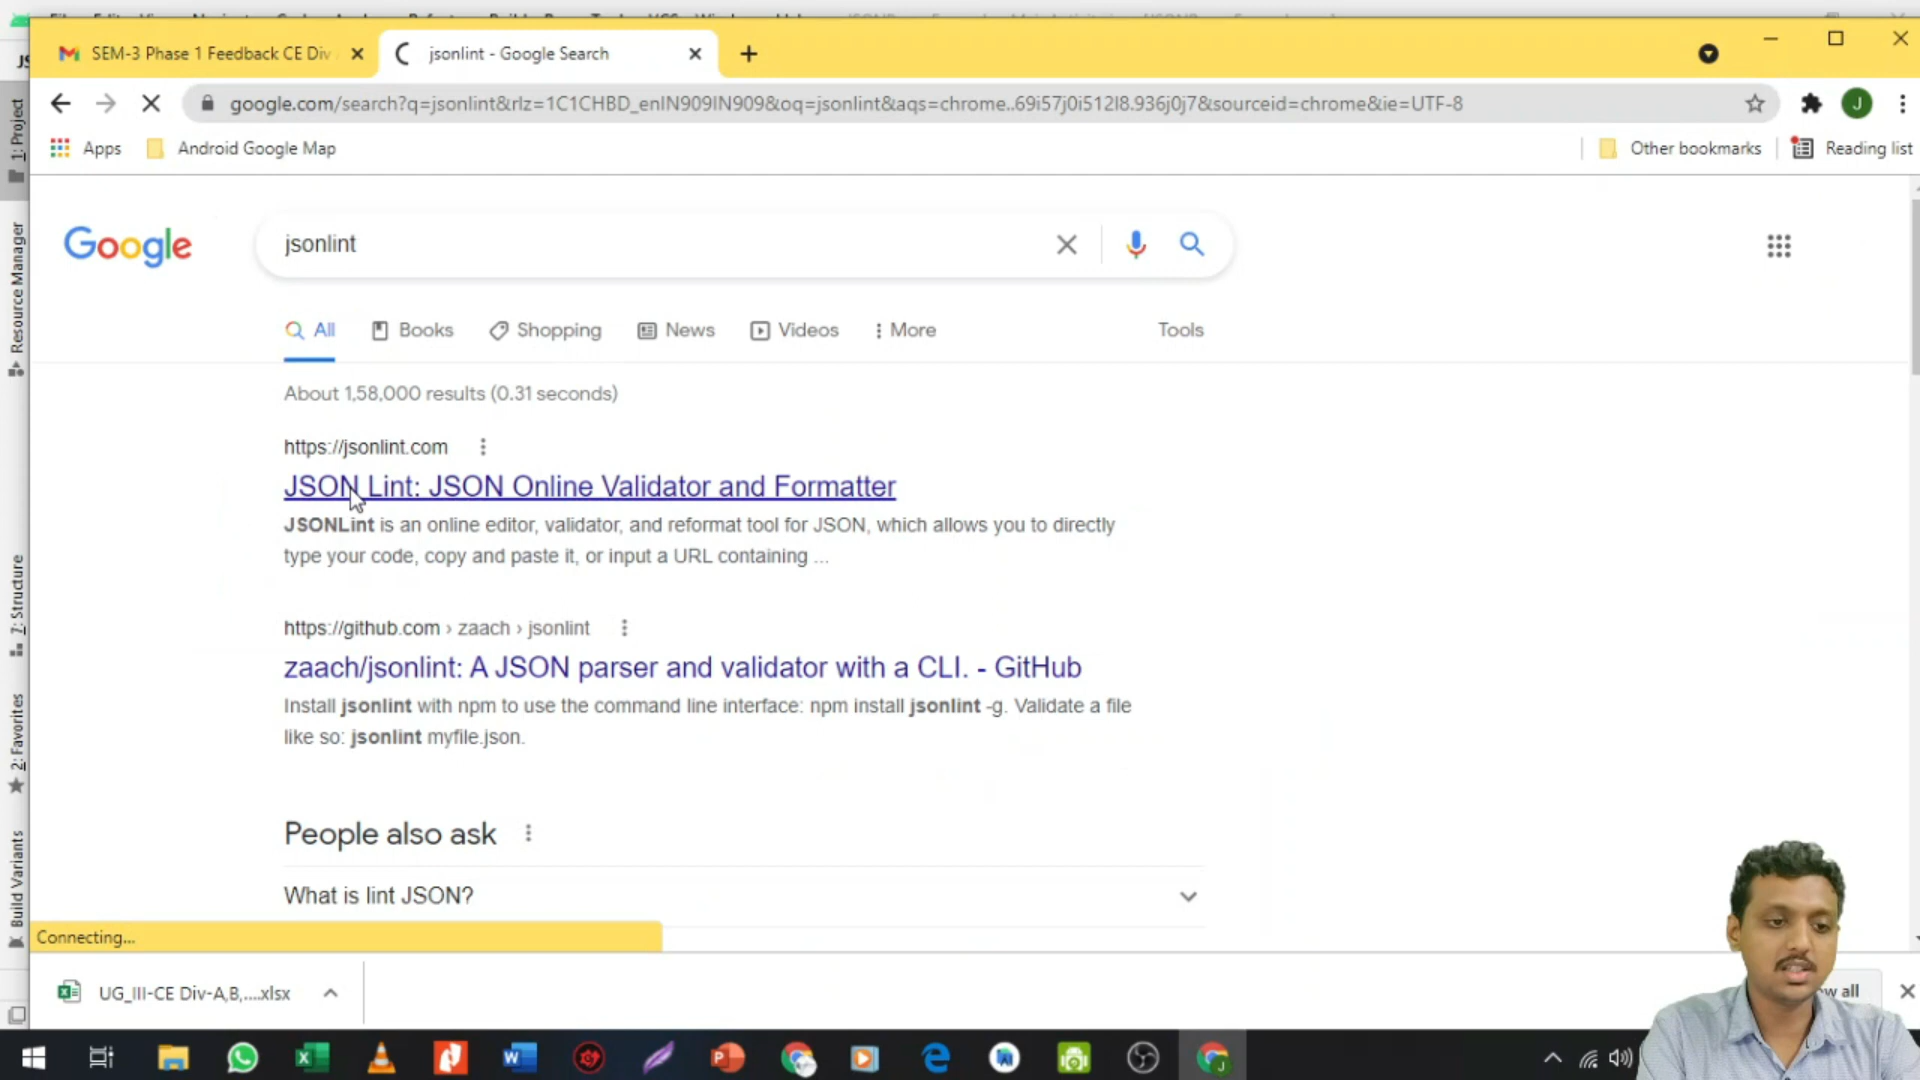 SEM-3 Phase 1 Feedback CE Div
jsonlint - Google Search
google.com/search?q=jsonlint&rlz=1C1CHBD_enIN909IN909&oq=jsonlint&aqs=chrome..69i57j0i512l8.936j0j7&sourceid=chrome&ie=UTF-8
J
Apps
Android Google Map
Other bookmarks
Reading list
1: Project
Resource Manager
7: Structure
2: Favorites
Build Variants
Google
jsonlint
All
Books
Shopping
News
Videos
More
Tools
About 1,58,000 results (0.31 seconds)
https://jsonlint.com
JSON Lint: JSON Online Validator and Formatter
JSONLint is an online editor, validator, and reformat tool for JSON, which allows you to directly
type your code, copy and paste it, or input a URL containing ...
https://github.com › zaach › jsonlint
zaach/jsonlint: A JSON parser and validator with a CLI. - GitHub
Install jsonlint with npm to use the command line interface: npm install jsonlint -g. Validate a file
like so: jsonlint myfile.json.
People also ask
What is lint JSON?
Connecting...
UG_III-CE Div-A,B,....xlsx
all